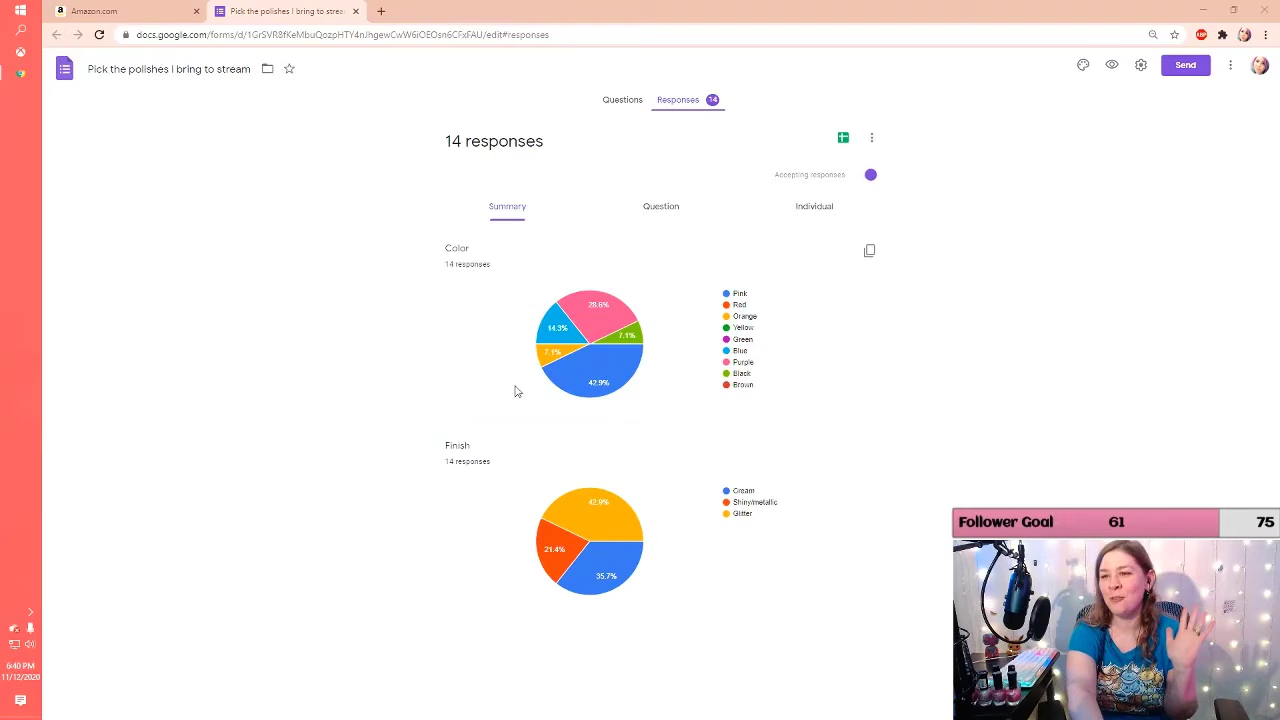 Amazon.com
Pick the polishes I bring to strea
docs.google.com/forms/d/1GrSVR8fKeMbuQozpHTY4nJhgewCwW6iOEOsn6CFxFAU/edit#responses
ABP
Pick the polishes I bring to stream
Send
Questions
Responses 14
14 responses
Accepting responses
Summary
Question
Individual
Color
14 responses
28.6%
14.3%
7.1%
7.1%
42.9%
Pink
Red
Orange
Yellow
Green
Blue
Purple
Black
Brown
Finish
14 responses
42.9%
21.4%
35.7%
Cream
Shiny/metallic
Glitter
Follower Goal 61 75
6:40 PM
11/12/2020